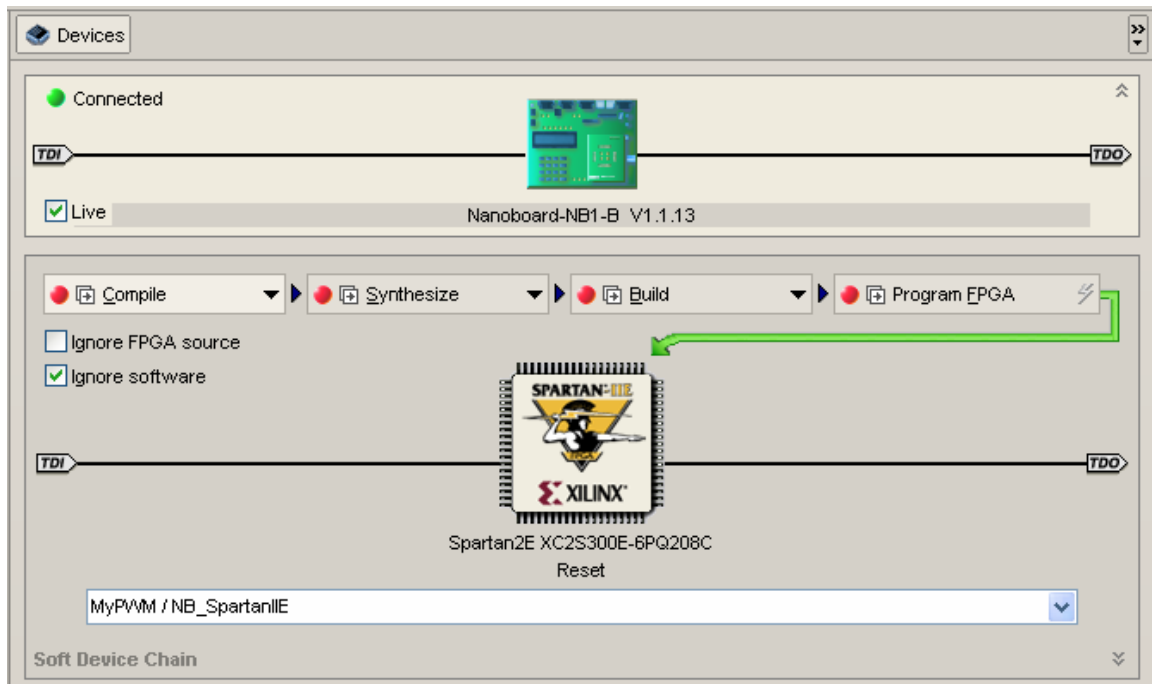 Devices
Connected
TDI
TDO
Live
Nanoboard-NB1-B V1.1.13
Compile
Synthesize
Build
Program FPGA
Ignore FPGA source
Ignore software
SPARTAN-IIE
FPGA
XILINX
TDI
TDO
Spartan2E XC2S300E-6PQ208C
Reset
MyPWM / NB_SpartanIIE
Soft Device Chain